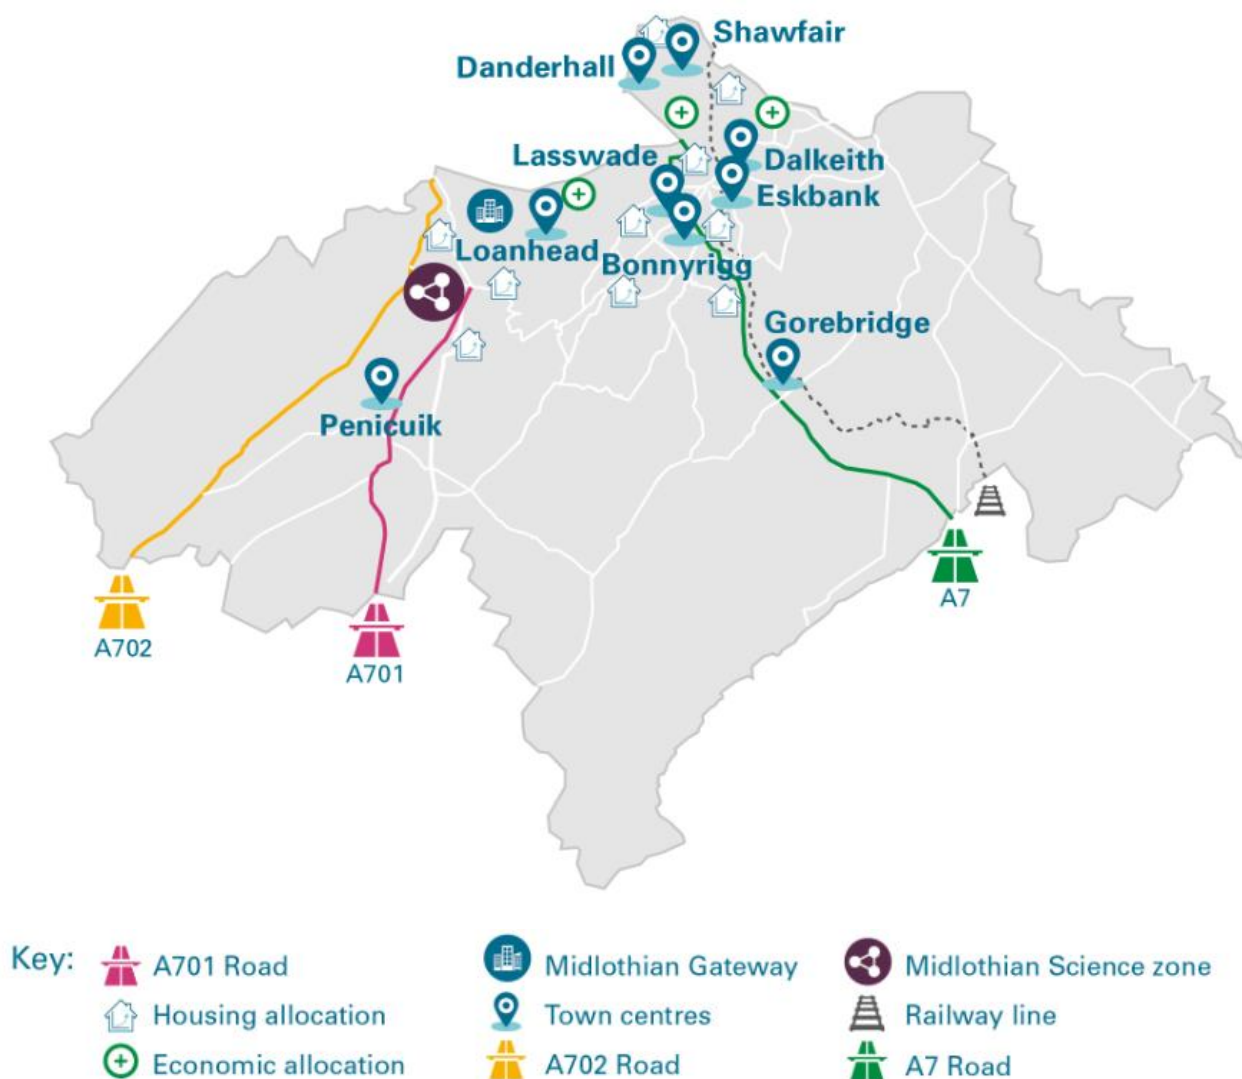 Shawfair
Danderhall
Lasswade
Dalkeith
Eskbank
Loanhead
Bonnyrigg
Gorebridge
Penicuik
A702
A701
A7
Key:
A701 Road
Midlothian Gateway
Midlothian Science zone
Housing allocation
Town centres
Railway line
Economic allocation
A702 Road
A7 Road